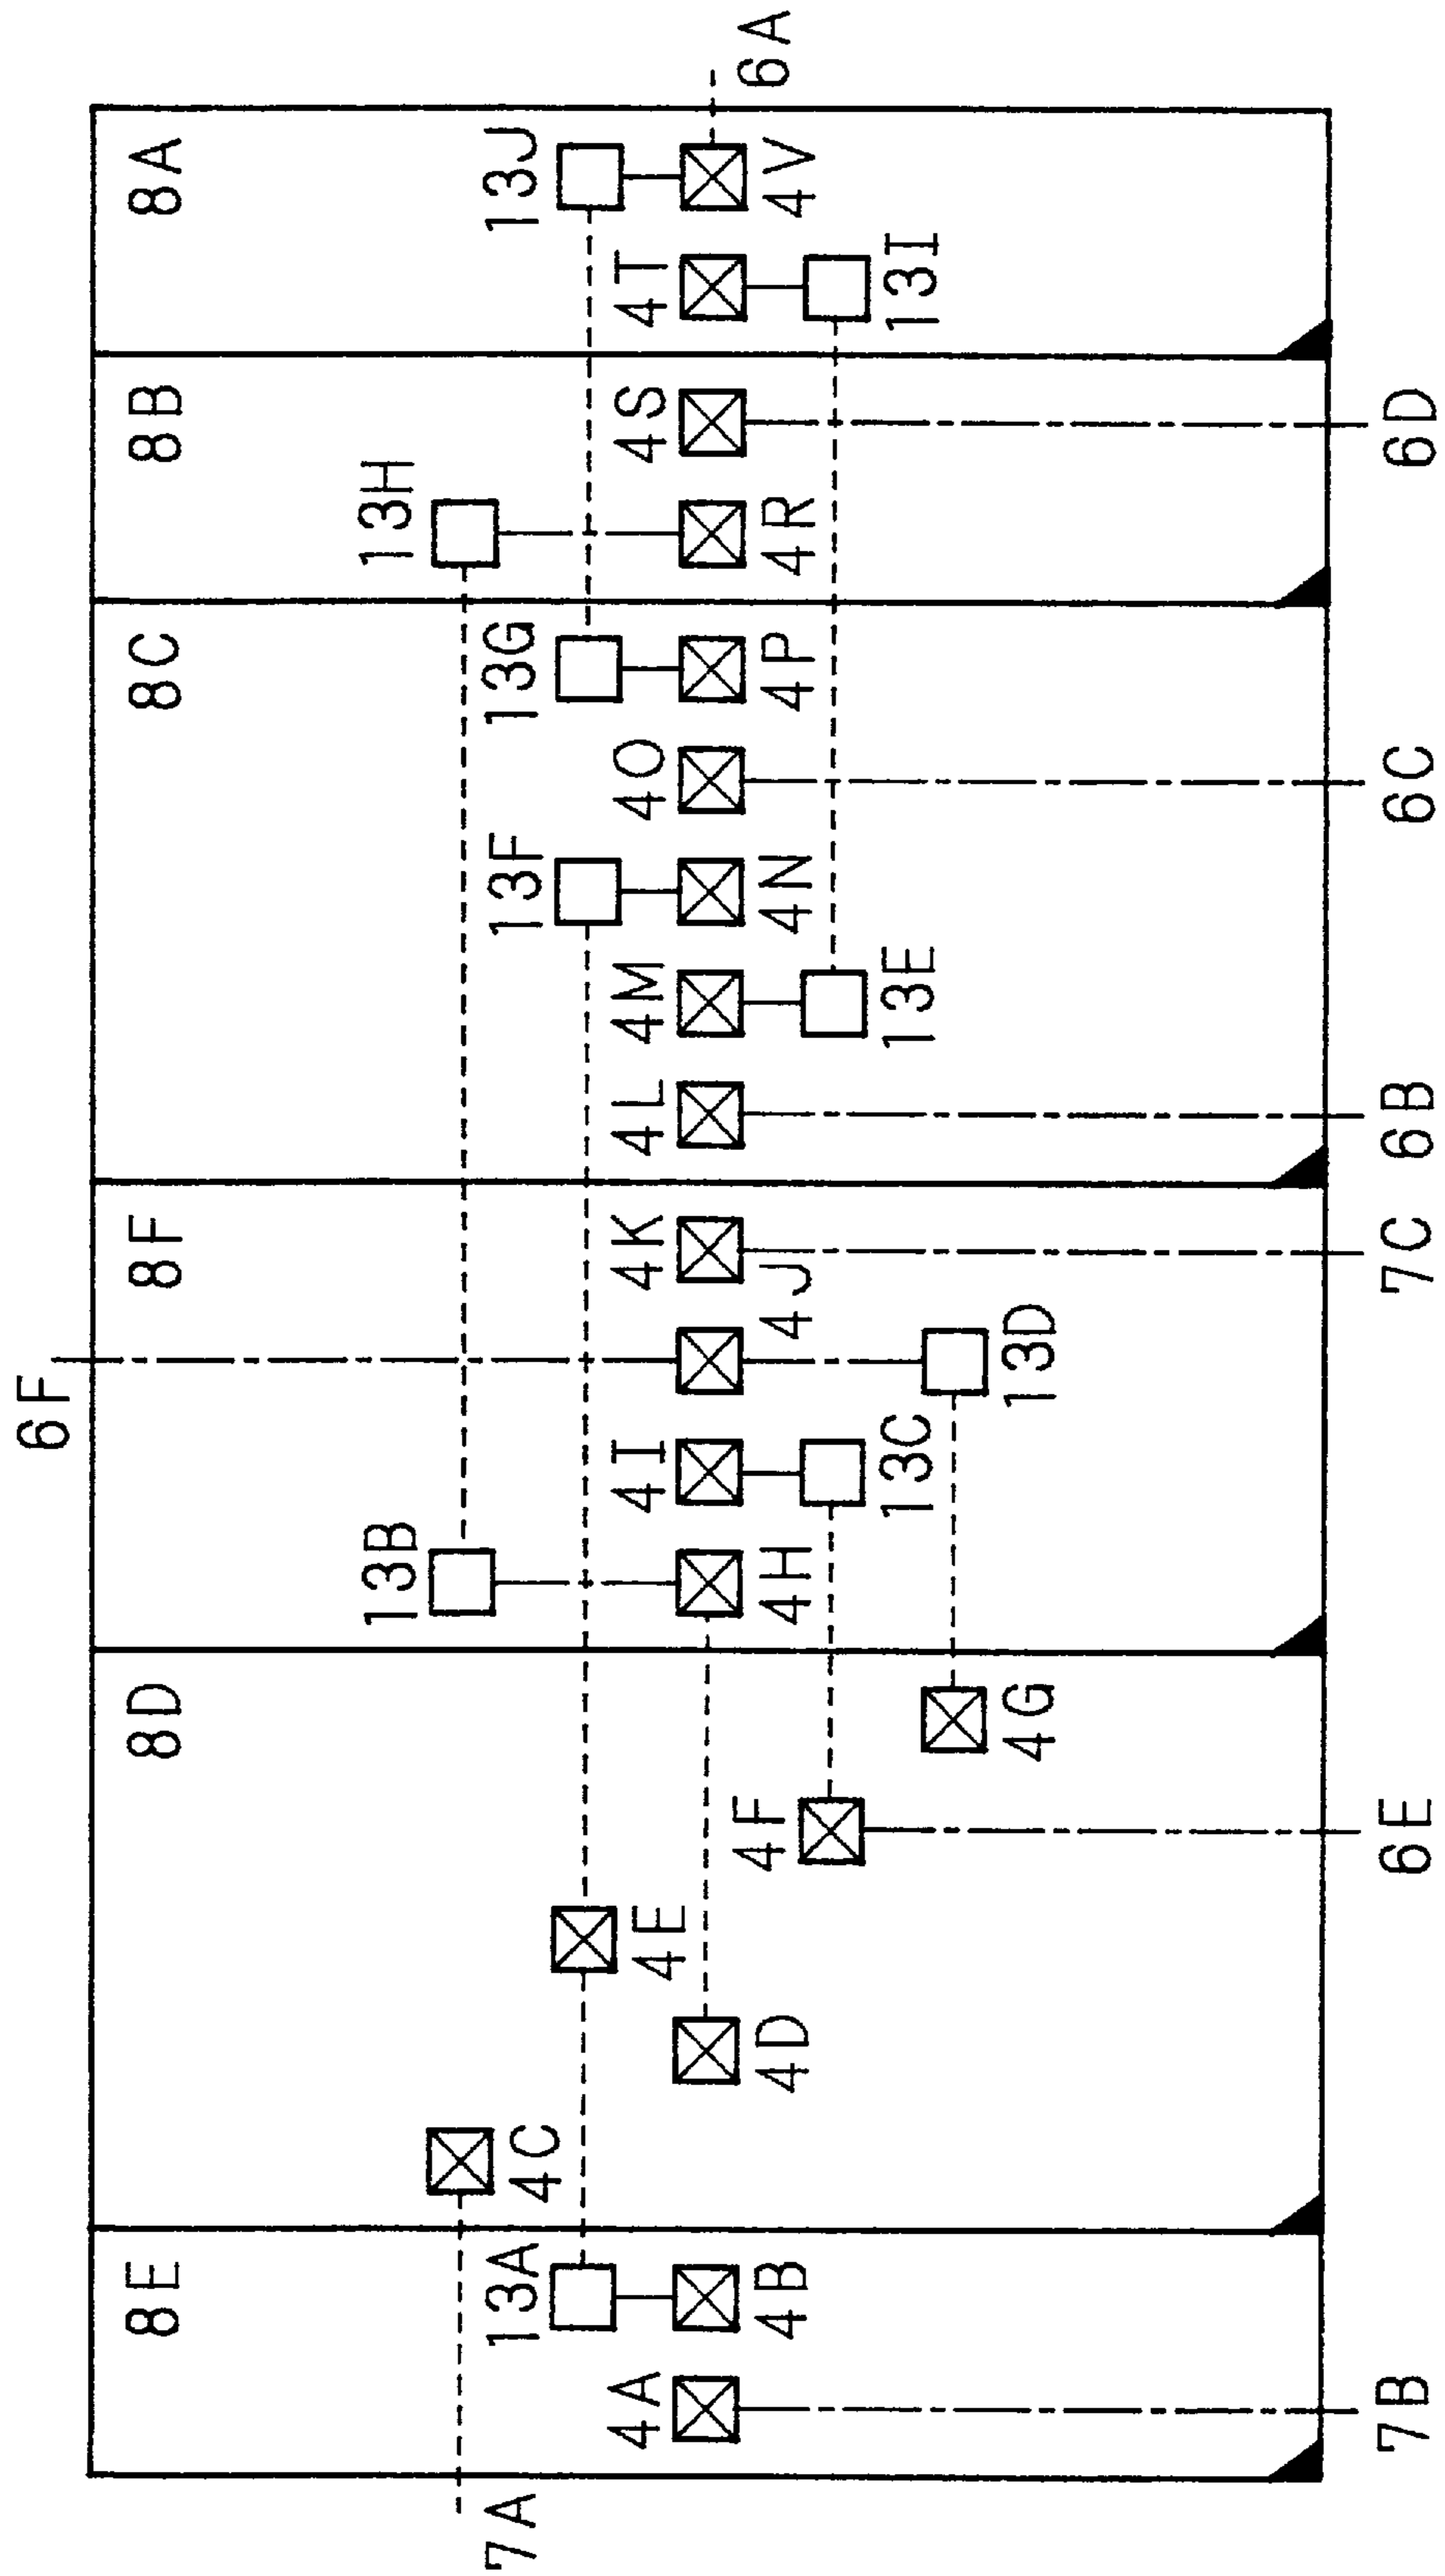 6F
8E 8D 8F 8C 8B 8A
13B 13H
7A 13A 4C 13F 13G 13J
4A 4E 4I 4K 4L 4M 4O 4S 4T
4B 4D 4F 4H 4J 4N 4P 4R 4V 6A
13C 13E 13I
4G 13D
7B 6E 7C 6B 6C 6D